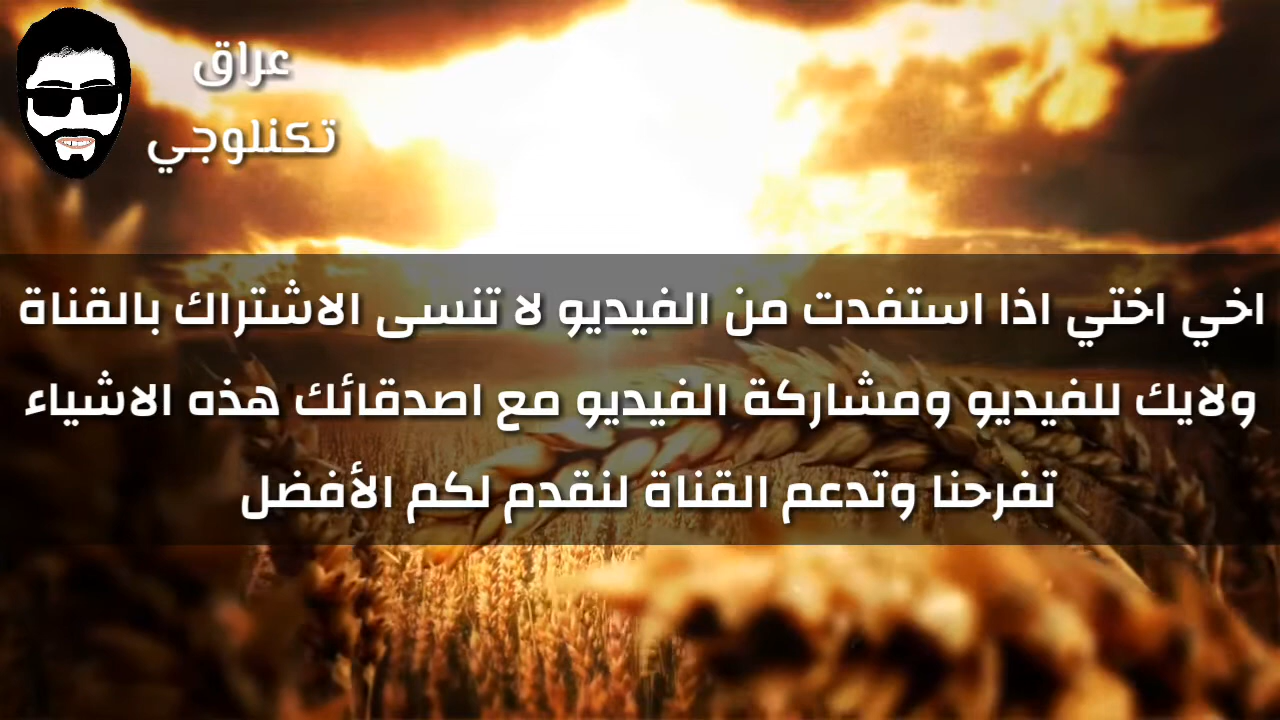 عراق
تكنلوجي
اخي اختي اذا استفدت من الفيديو لا تنسى الاشتراك بالقناة
ولايك للفيديو ومشاركة الفيديو مع اصدقائك هذه الاشياء
تفرحنا وتدعم القناة لنقدم لكم الأفضل